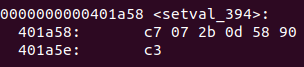 0000000000401a58 <setval_394>:
401a58: c7 07 2b 0d 58 90
401a5e: c3